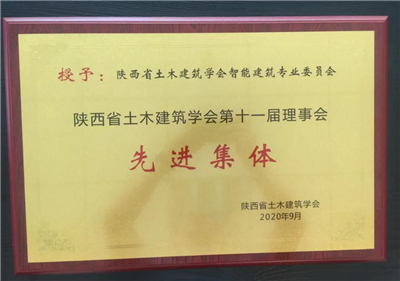 授予：陕西省土木建筑学会智能建筑专业委员会
陕西省土木建筑学会第十一届理事会
先进集体
陕西省土木建筑学会
2020年9月